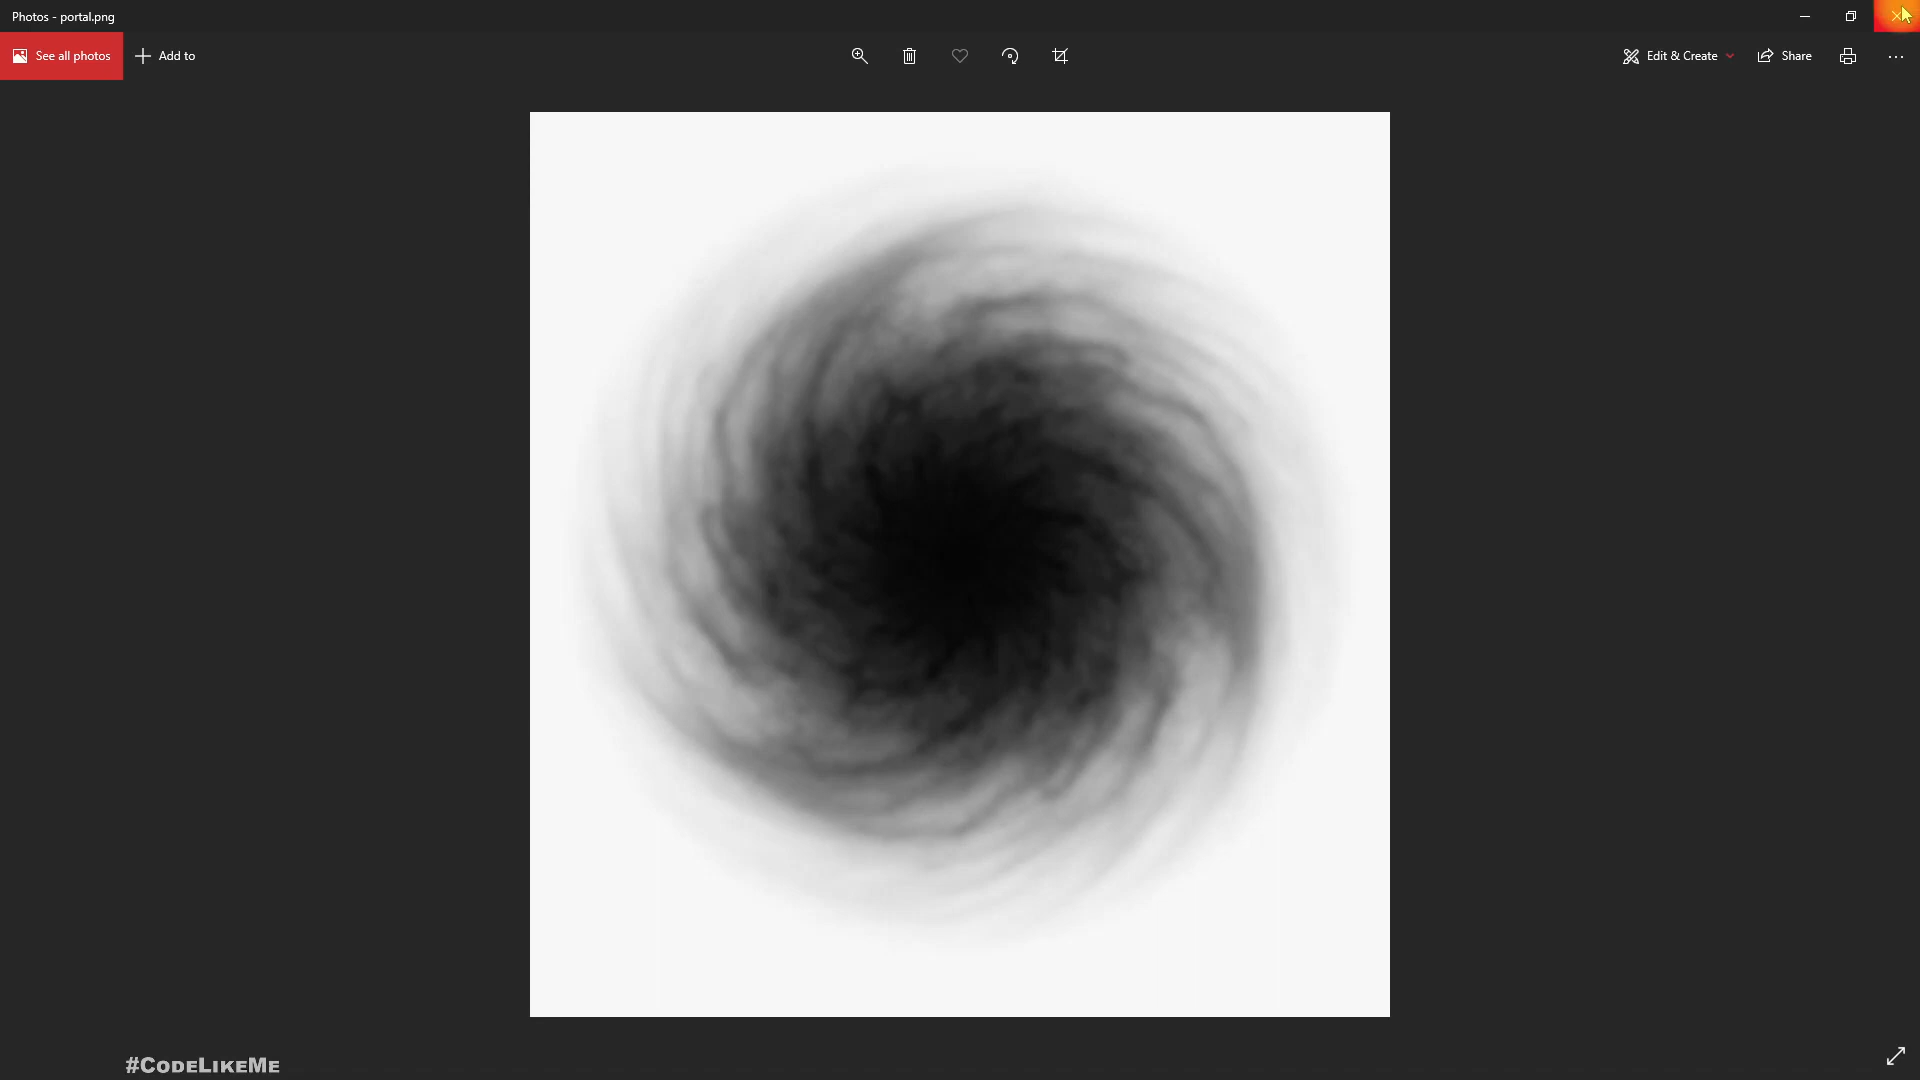 Photos - portal.png
See all photos
Add to
Edit & Create
Share
#CODELIKEME